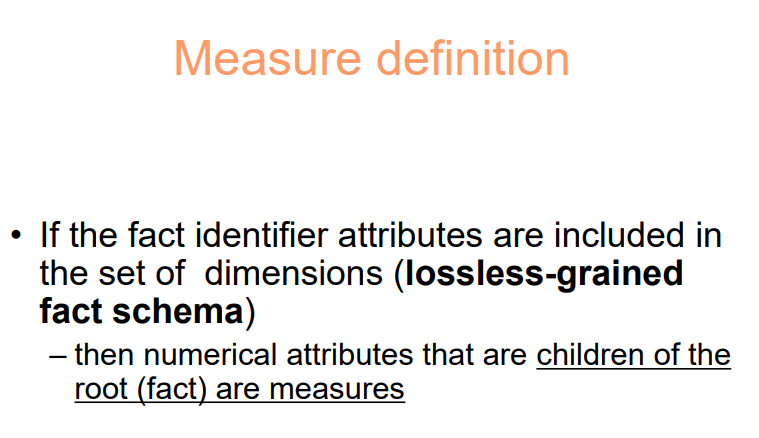 Measure definition
• If the fact identifier attributes are included in
the set of  dimensions (lossless-grained
fact schema)
– then numerical attributes that are children of the
root (fact) are measures